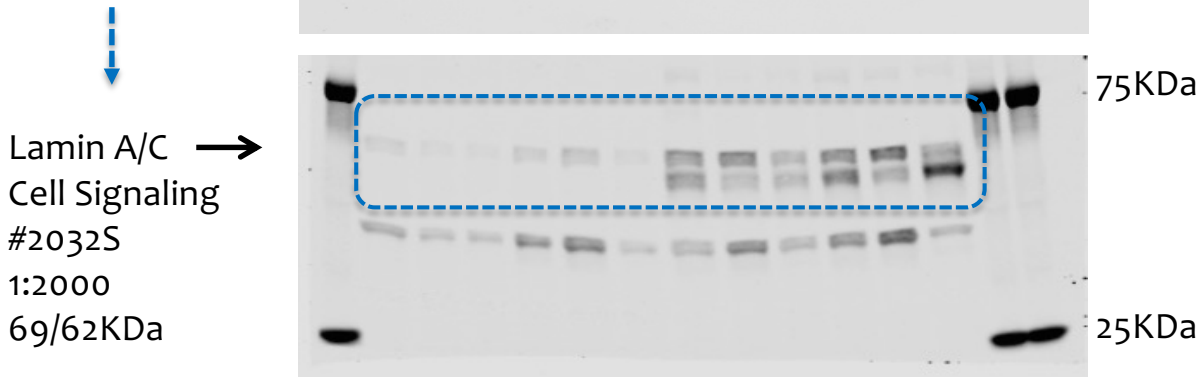 75KDa
Lamin A/C
Cell Signaling
#2032S
1:2000
69/62KDa
25KDa